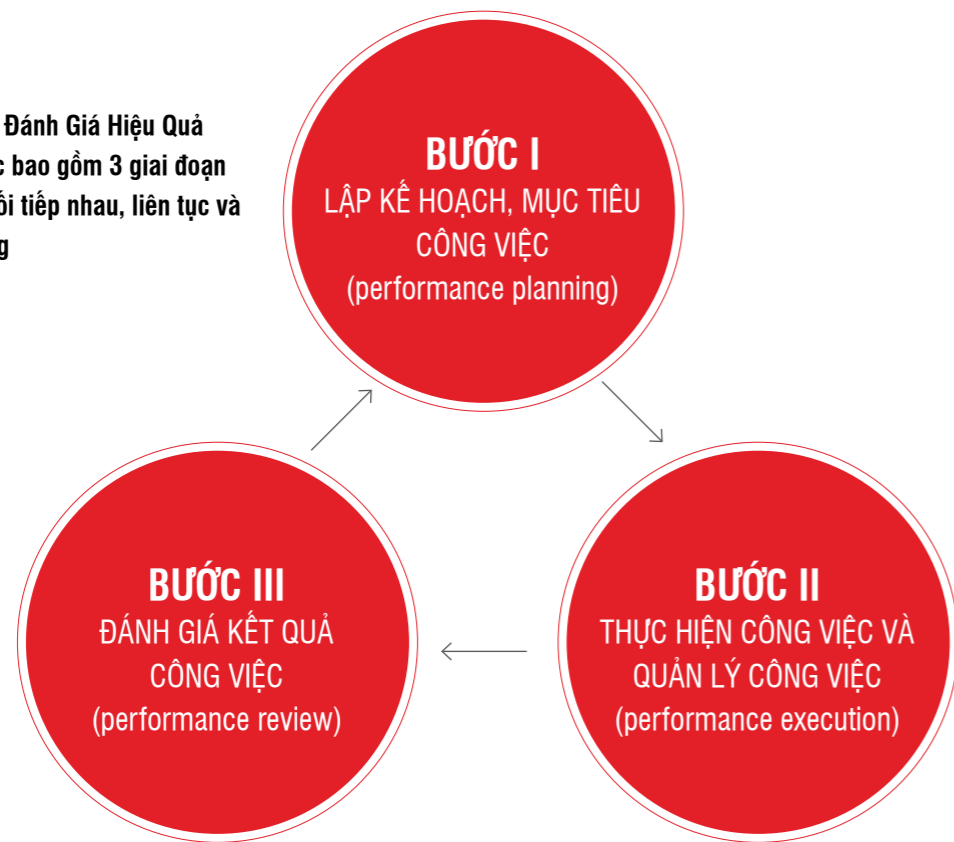 Đánh Giá Hiệu Quả
bao gồm 3 giai đoạn
tiếp nhau, liên tục và
BƯỚC I
LẬP KẾ HOẠCH, MỤC TIÊU
CÔNG VIỆC
(performance planning)
BƯỚC III
ĐÁNH GIÁ KẾT QUẢ
CÔNG VIỆC
(performance review)
BƯỚC II
THỰC HIỆN CÔNG VIỆC VÀ
QUẢN LÝ CÔNG VIỆC
(performance execution)